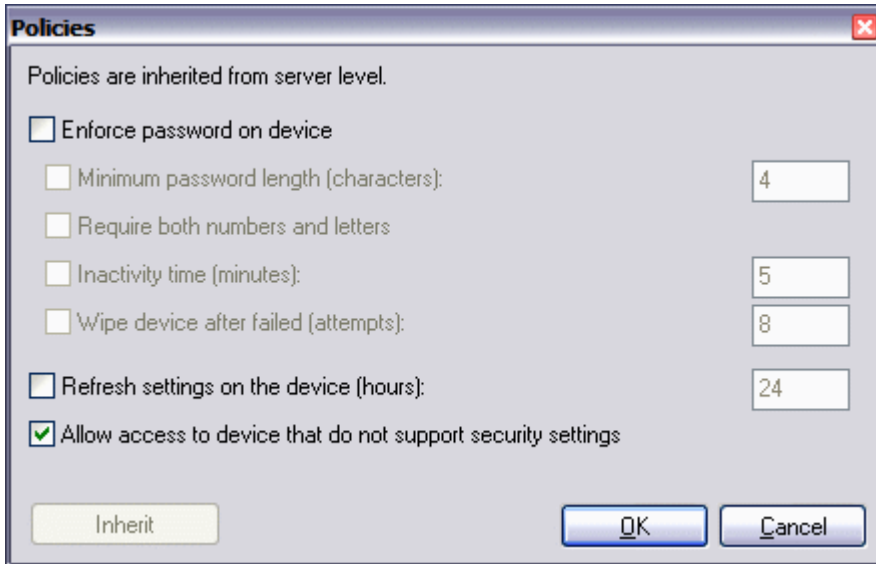 Policies
Policies are inherited from server level.
Enforce password on device
Minimum password length (characters): 4
Require both numbers and letters
Inactivity time (minutes): 5
Wipe device after failed (attempts): 8
Refresh settings on the device (hours): 24
Allow access to device that do not support security settings
Inherit OK Cancel